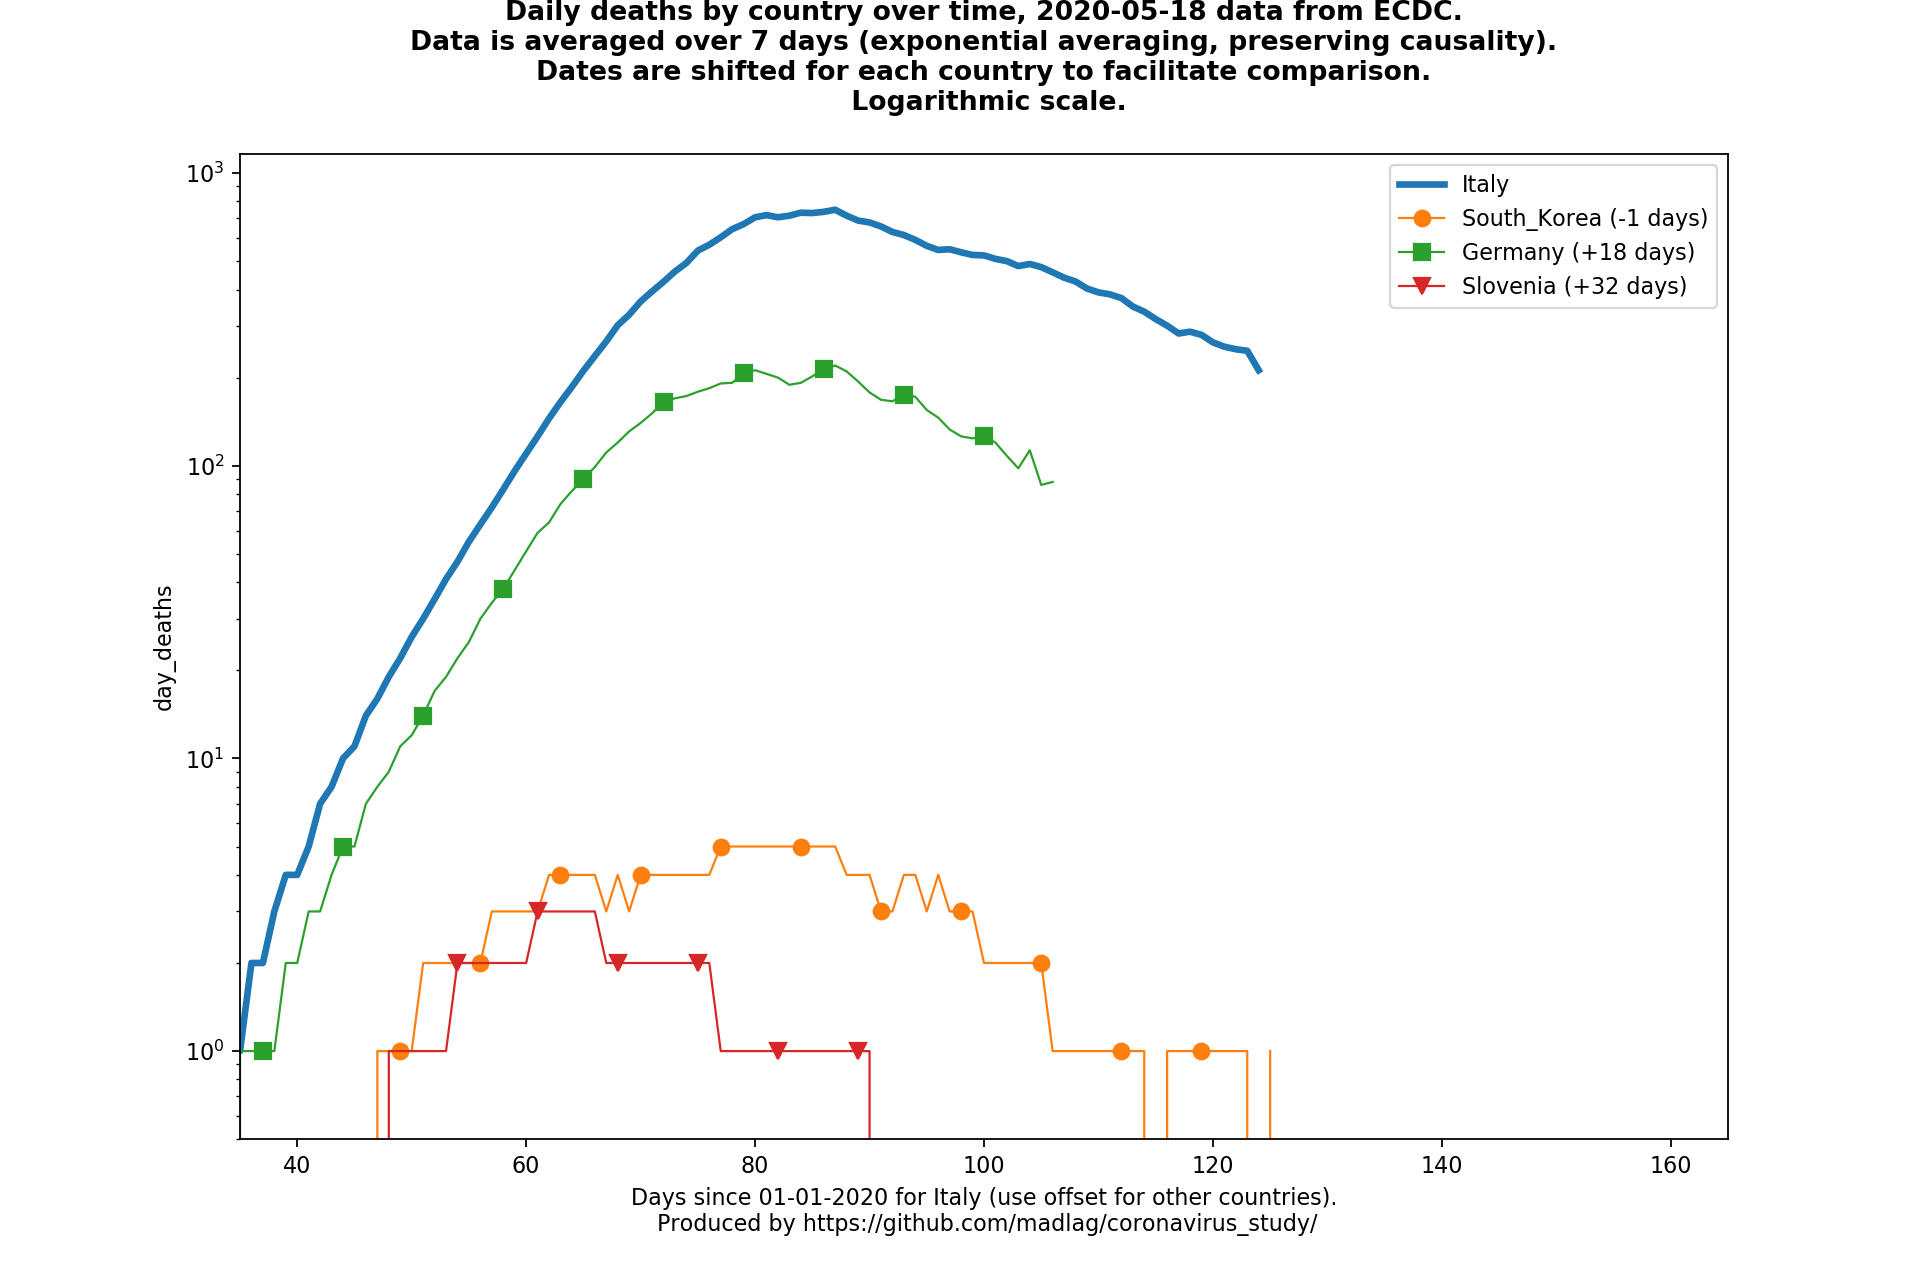 Daily deaths by country over time, 2020-05-18 data from ECDC.
Data is averaged over 7 days (exponential averaging, preserving causality).
Dates are shifted for each country to facilitate comparison.
Logarithmic scale.
10³
10²
10¹
10⁰
day_deaths
Italy
South_Korea (-1 days)
Germany (+18 days)
Slovenia (+32 days)
40 60 80 100 120 140 160
Days since 01-01-2020 for Italy (use offset for other countries).
Produced by https://github.com/madlag/coronavirus_study/